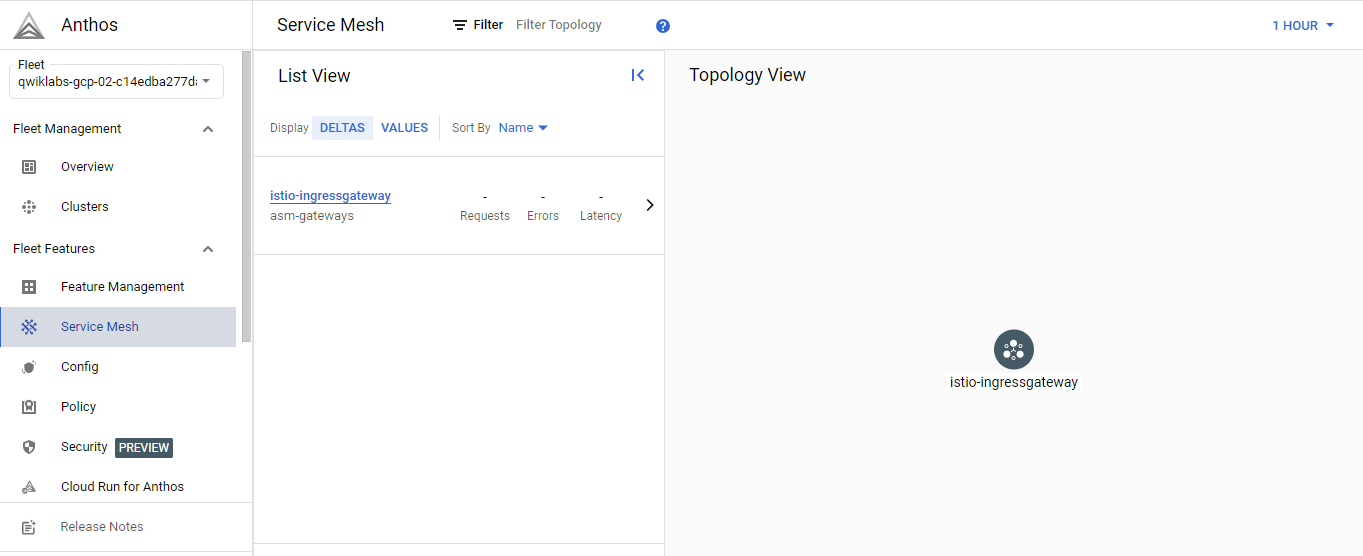 Anthos
Service Mesh
Filter
Filter Topology
?
1 HOUR
Fleet
qwiklabs-gcp-02-c14edba277d
Fleet Management
Overview
Clusters
Fleet Features
Feature Management
Service Mesh
Config
Policy
Security PREVIEW
Cloud Run for Anthos
Release Notes
List View
Display DELTAS VALUES Sort By Name
istio-ingressgateway - - -
asm-gateways Requests Errors Latency
Topology View
istio-ingressgateway